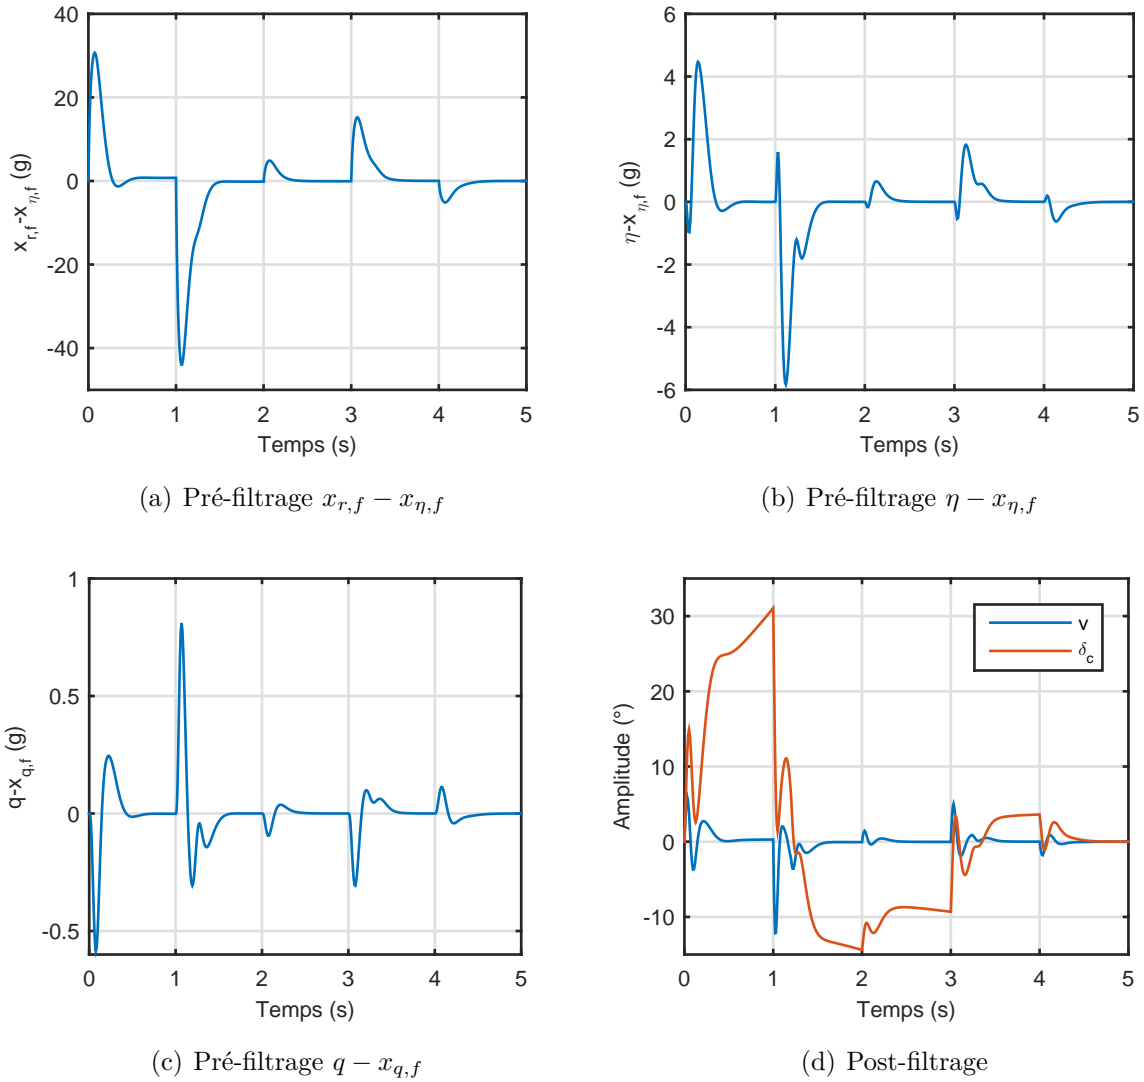 40
20
0
-20
-40
x_{r,f}-x_{η,f} (g)
0 1 2 3 4 5
Temps (s)
(a) Pré-filtrage x_{r,f} − x_{η,f}
6
4
2
0
-2
-4
-6
η-x_{η,f} (g)
0 1 2 3 4 5
Temps (s)
(b) Pré-filtrage η − x_{η,f}
1
0.5
0
-0.5
q-x_{q,f} (g)
0 1 2 3 4 5
Temps (s)
(c) Pré-filtrage q − x_{q,f}
30
20
10
0
-10
Amplitude (°)
v
δ_c
0 1 2 3 4 5
Temps (s)
(d) Post-filtrage